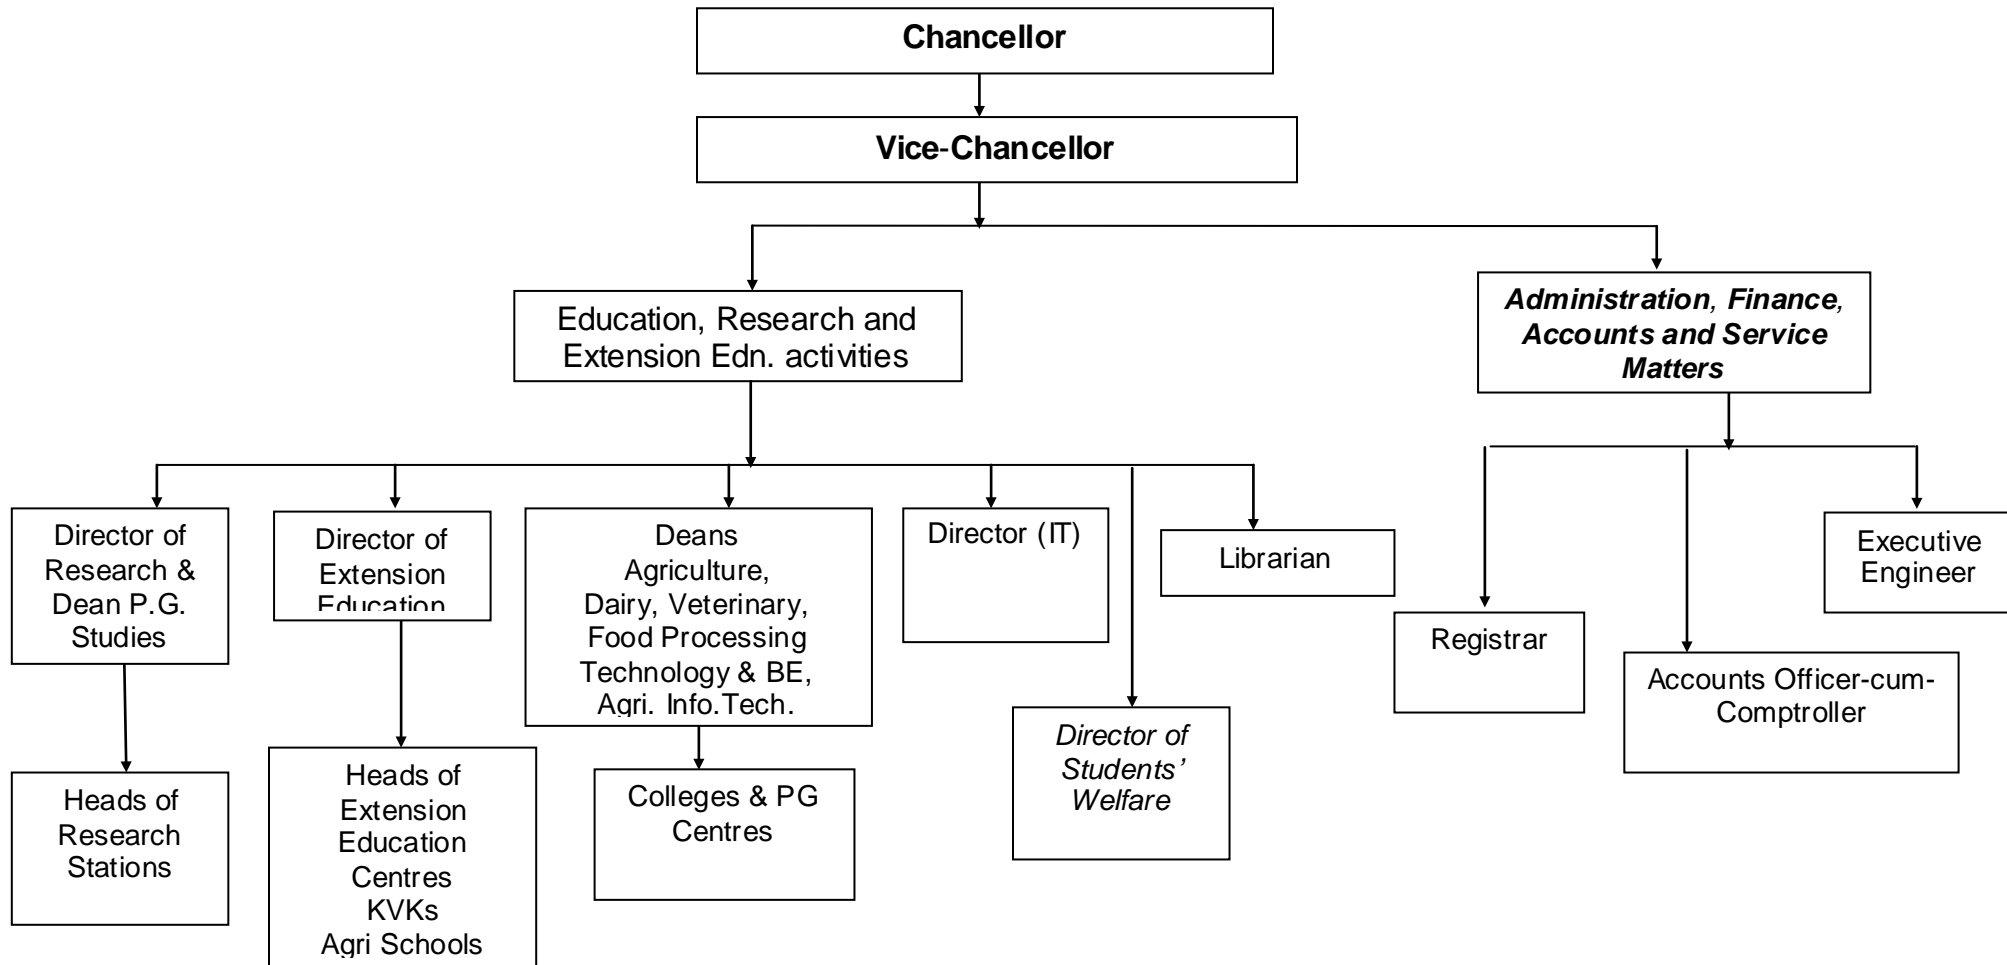 Chancellor
Vice-Chancellor
Education, Research and
Extension Edn. activities
Administration, Finance,
Accounts and Service
Matters
Director of
Research &
Dean P.G.
Studies
Director of
Extension
Education
Deans
Agriculture,
Dairy, Veterinary,
Food Processing
Technology & BE,
Agri. Info.Tech.
Director (IT)
Librarian
Registrar
Accounts Officer-cum-
Comptroller
Executive
Engineer
Heads of
Research
Stations
Heads of
Extension
Education
Centres
KVKs
Agri Schools
Colleges & PG
Centres
Director of
Students’
Welfare